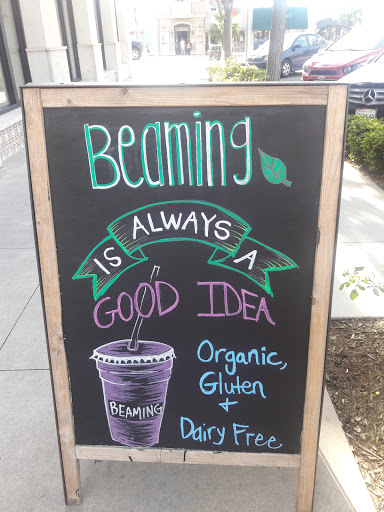 Beaming
IS ALWAYS A
GOOD IDEA
Organic,
Gluten
+
Dairy Free
BEAMING